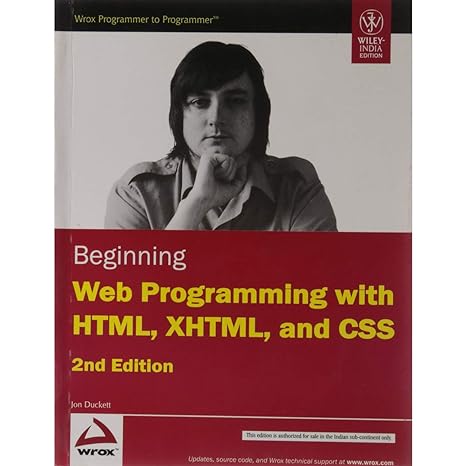 Wrox Programmer to Programmer™
WILEY-
INDIA
EDITION
Beginning
Web Programming with
HTML, XHTML, and CSS
2nd Edition
Jon Duckett
This edition is authorized for sale in the Indian sub-continent only.
wrox™
Updates, source code, and Wrox technical support at www.wrox.com